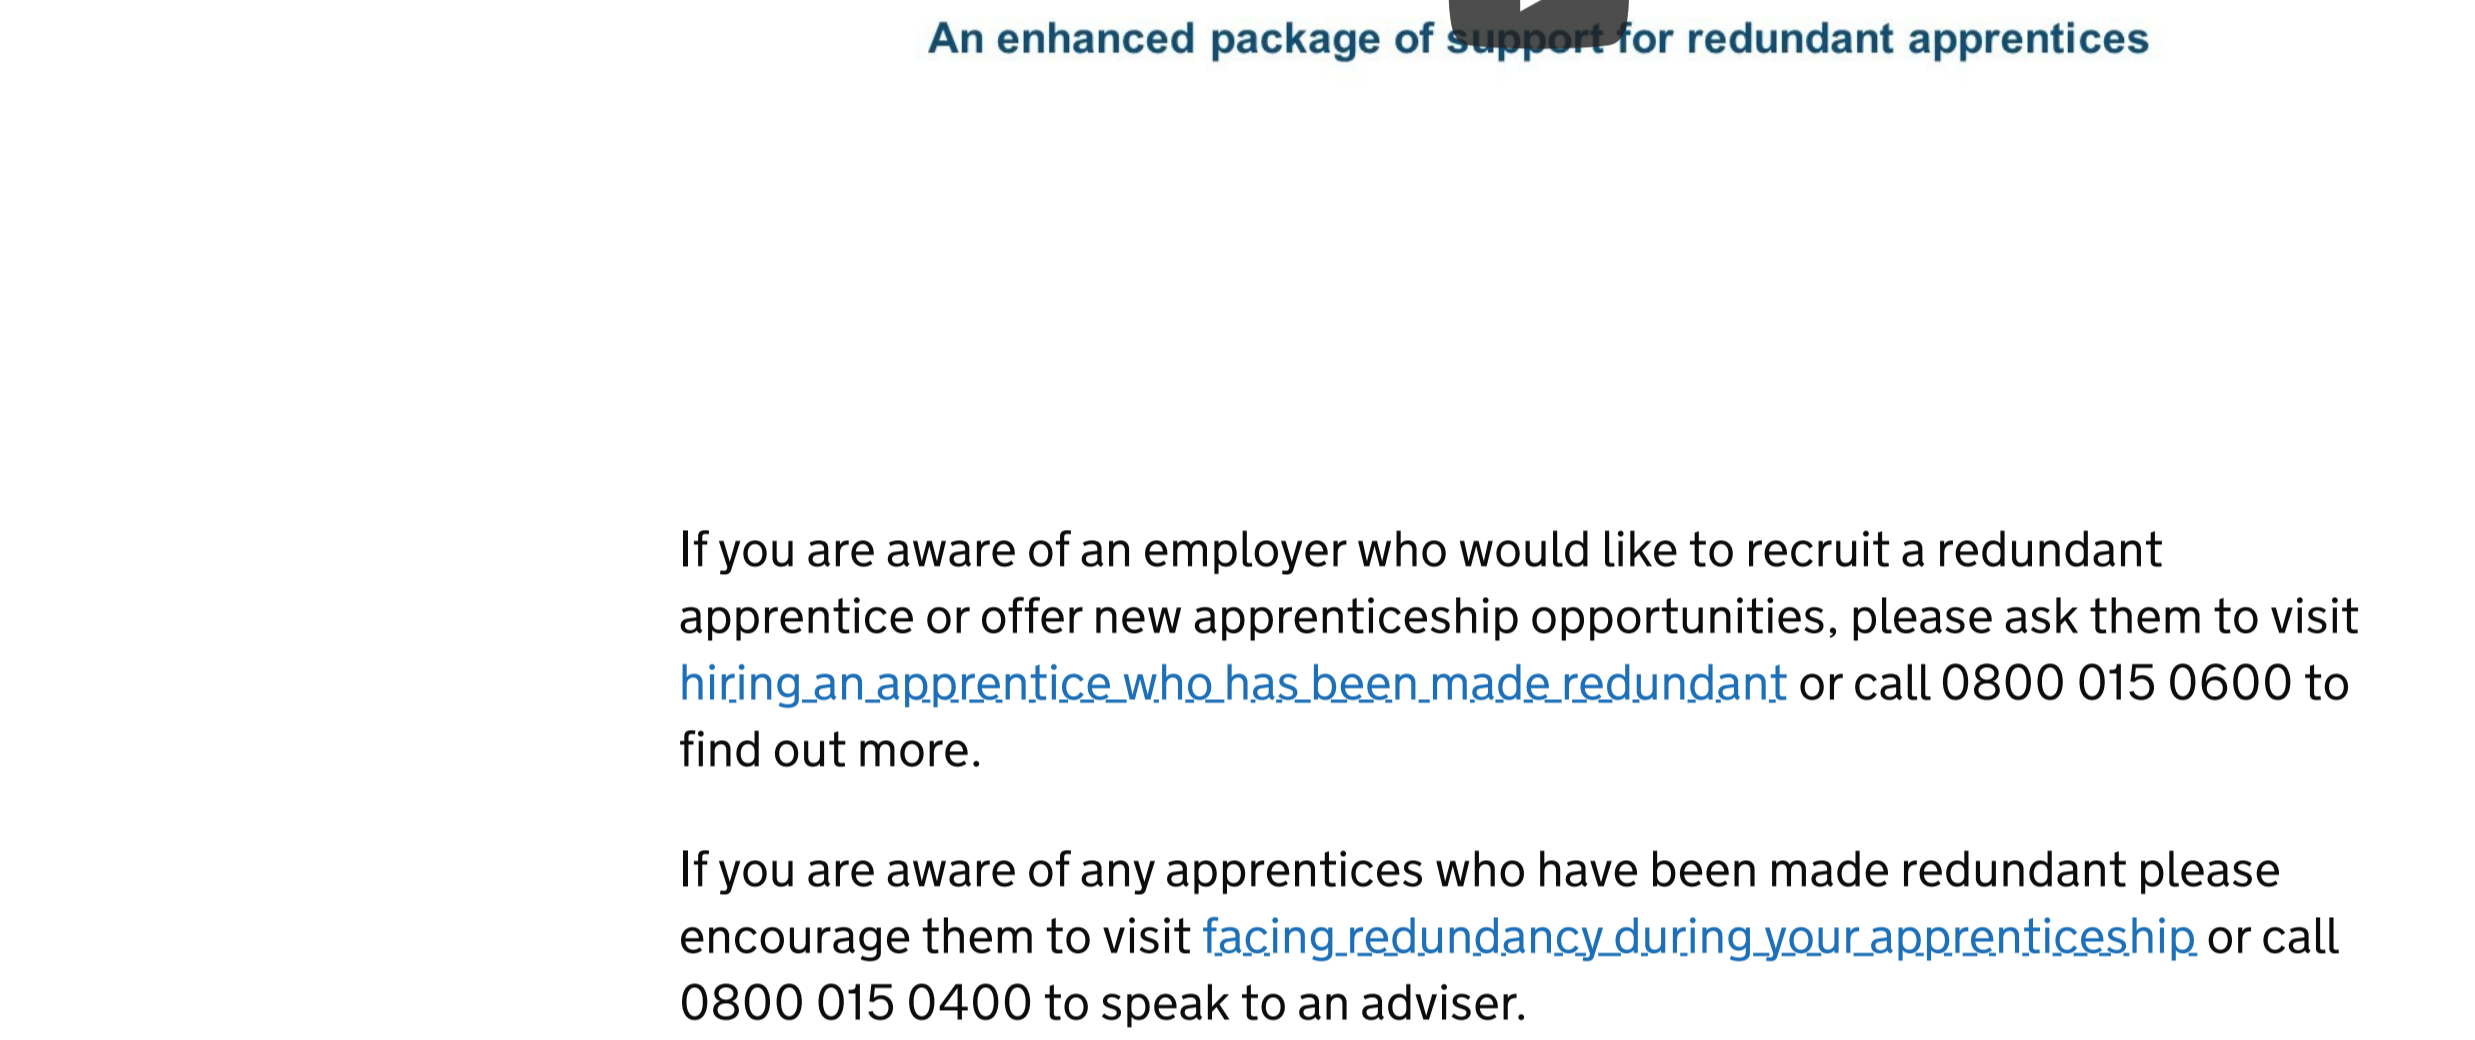 An enhanced package of support for redundant apprentices
If you are aware of an employer who would like to recruit a redundant
apprentice or offer new apprenticeship opportunities, please ask them to visit
hiring an apprentice who has been made redundant or call 0800 015 0600 to
find out more.
If you are aware of any apprentices who have been made redundant please
encourage them to visit facing redundancy during your apprenticeship or call
0800 015 0400 to speak to an adviser.